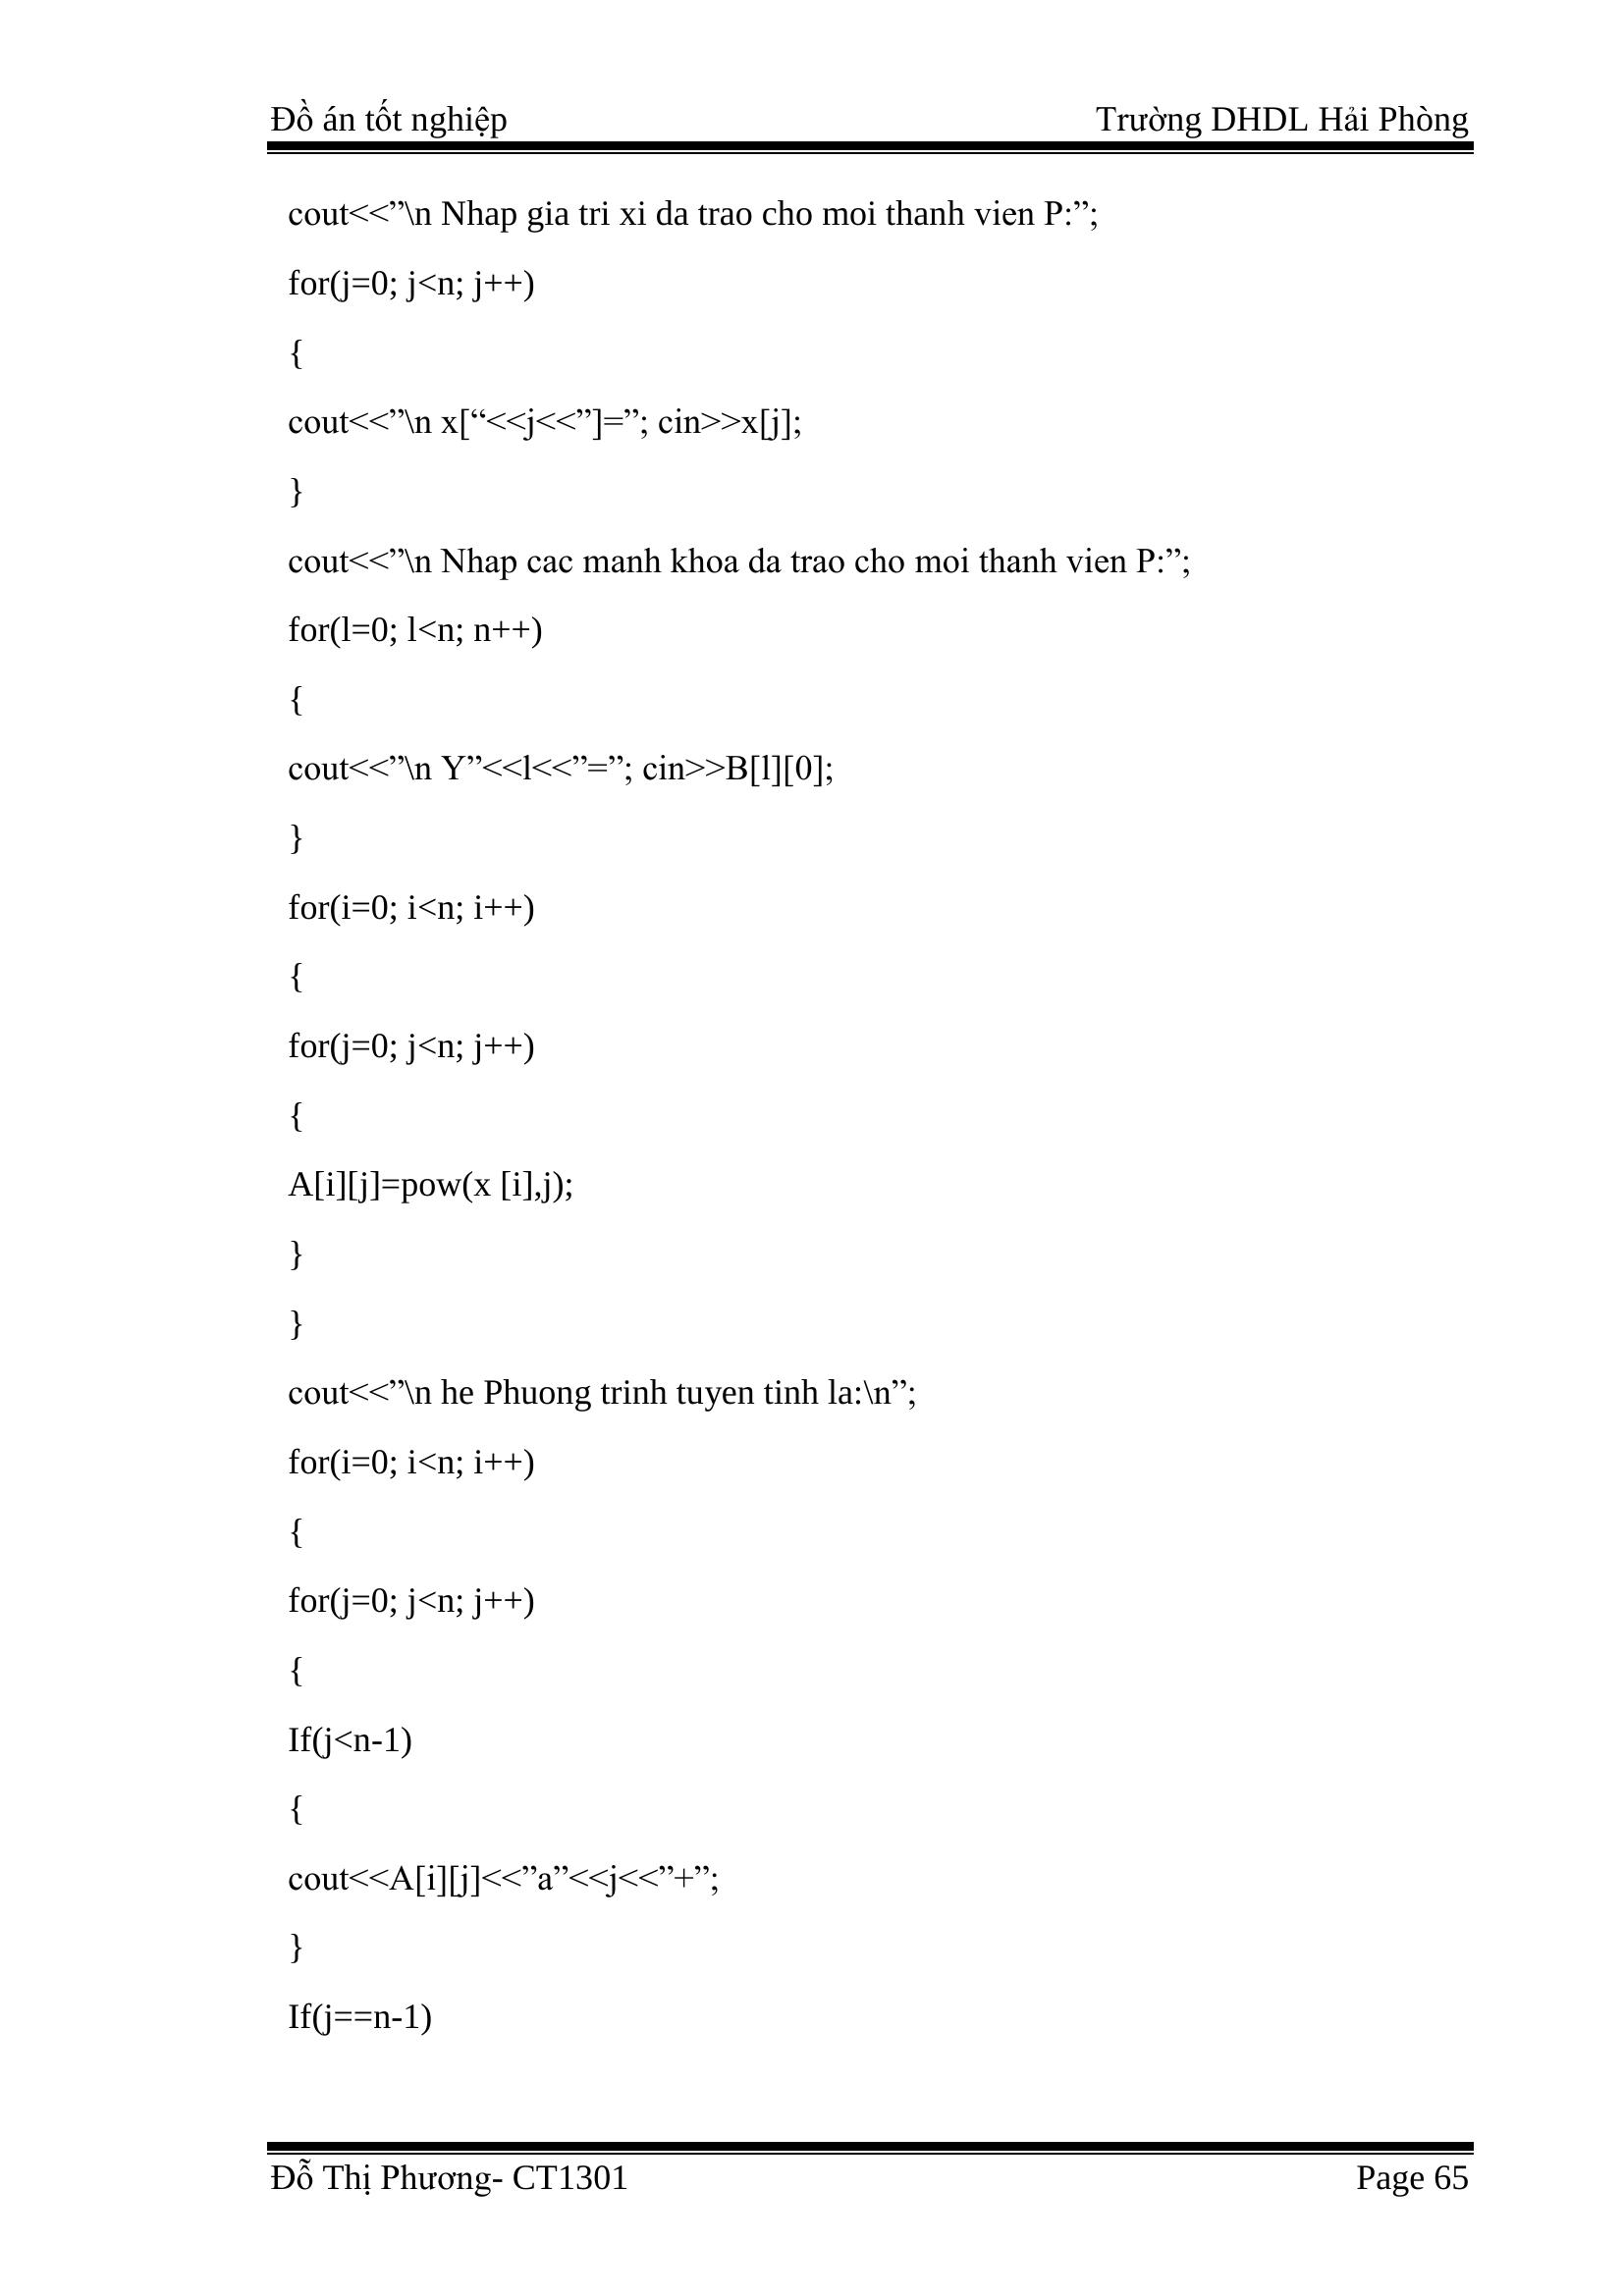 Đồ án tốt nghiệp Trường DHDL Hải Phòng
cout<<”\n Nhap gia tri xi da trao cho moi thanh vien P:”;
for(j=0; j<n; j++)
{
cout<<”\n x[“<<j<<”]=”; cin>>x[j];
}
cout<<”\n Nhap cac manh khoa da trao cho moi thanh vien P:”;
for(l=0; l<n; n++)
{
cout<<”\n Y”<<l<<”=”; cin>>B[l][0];
}
for(i=0; i<n; i++)
{
for(j=0; j<n; j++)
{
A[i][j]=pow(x [i],j);
}
}
cout<<”\n he Phuong trinh tuyen tinh la:\n”;
for(i=0; i<n; i++)
{
for(j=0; j<n; j++)
{
If(j<n-1)
{
cout<<A[i][j]<<”a”<<j<<”+”;
}
If(j==n-1)
Đỗ Thị Phương- CT1301 Page 65